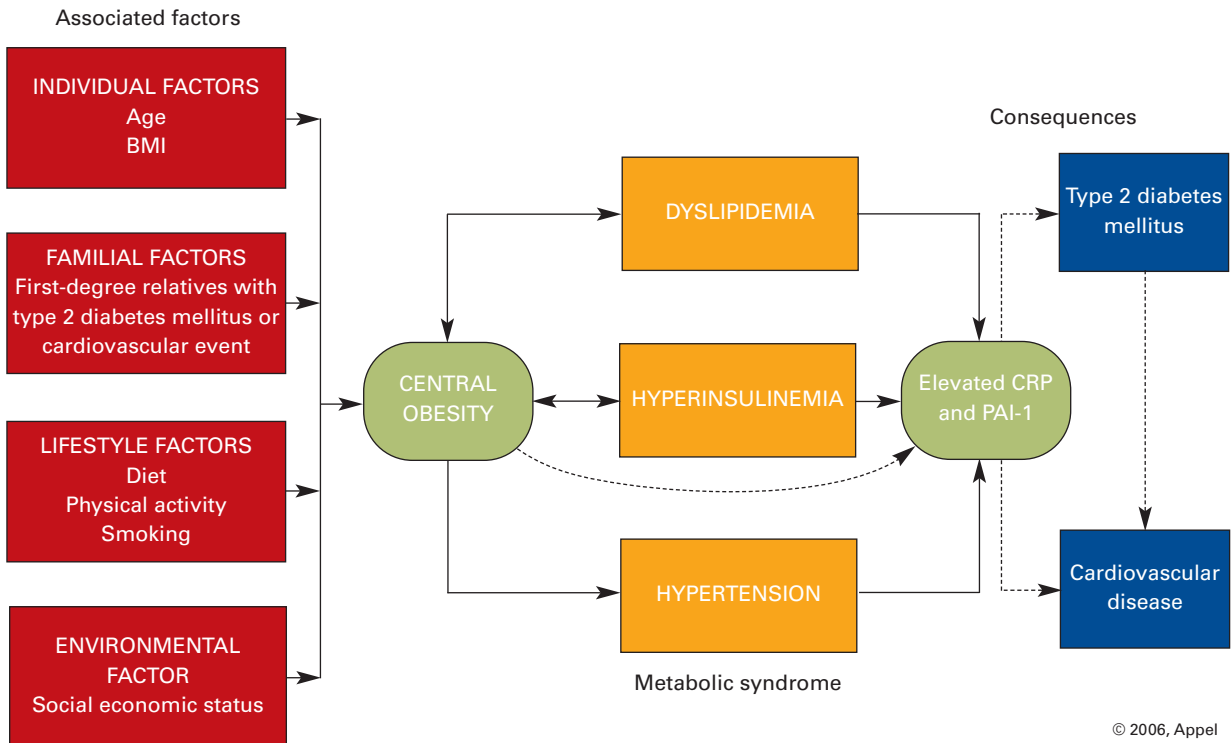 Associated factors
INDIVIDUAL FACTORS
Age
BMI
FAMILIAL FACTORS
First-degree relatives with
type 2 diabetes mellitus or
cardiovascular event
LIFESTYLE FACTORS
Diet
Physical activity
Smoking
ENVIRONMENTAL
FACTOR
Social economic status
CENTRAL
OBESITY
DYSLIPIDEMIA
HYPERINSULINEMIA
HYPERTENSION
Metabolic syndrome
Elevated CRP
and PAI-1
Consequences
Type 2 diabetes
mellitus
Cardiovascular
disease
© 2006, Appel